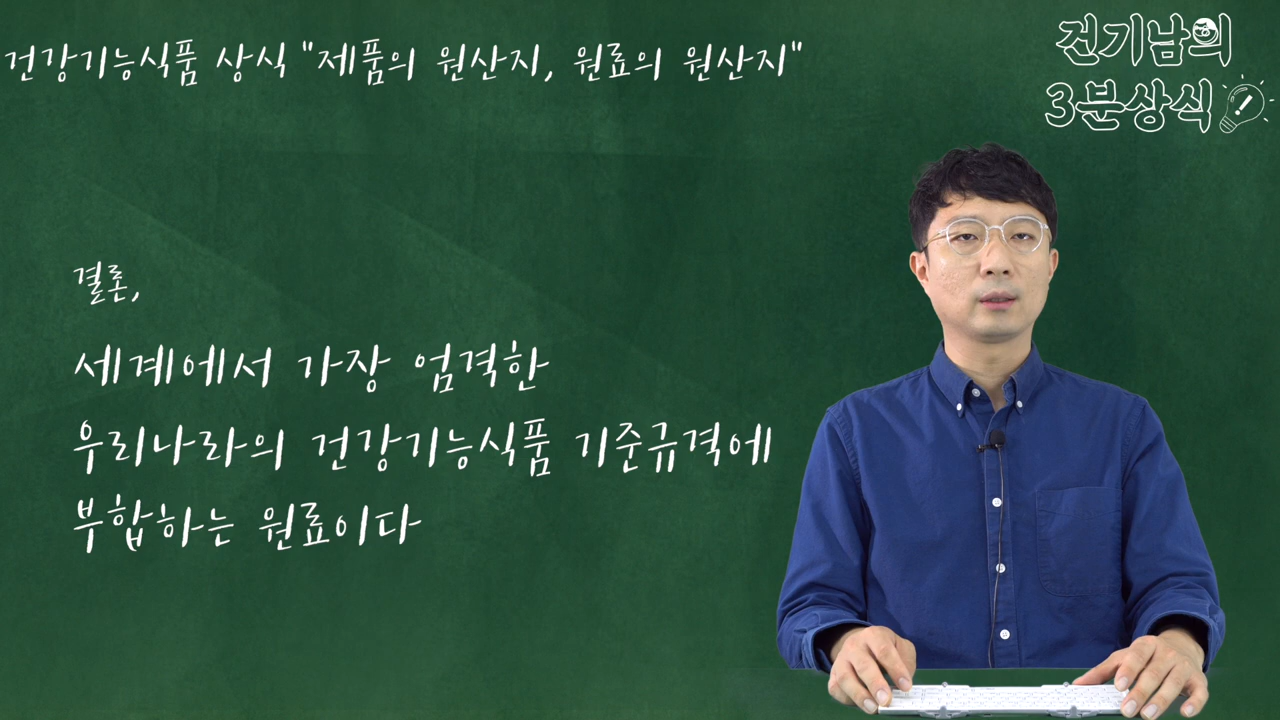 건강기능식품 상식 "제품의 원산지, 원료의 원산지"
건기남의
3분상식
결론,
세계에서 가장 엄격한
우리나라의 건강기능식품 기준규격에
부합하는 원료이다